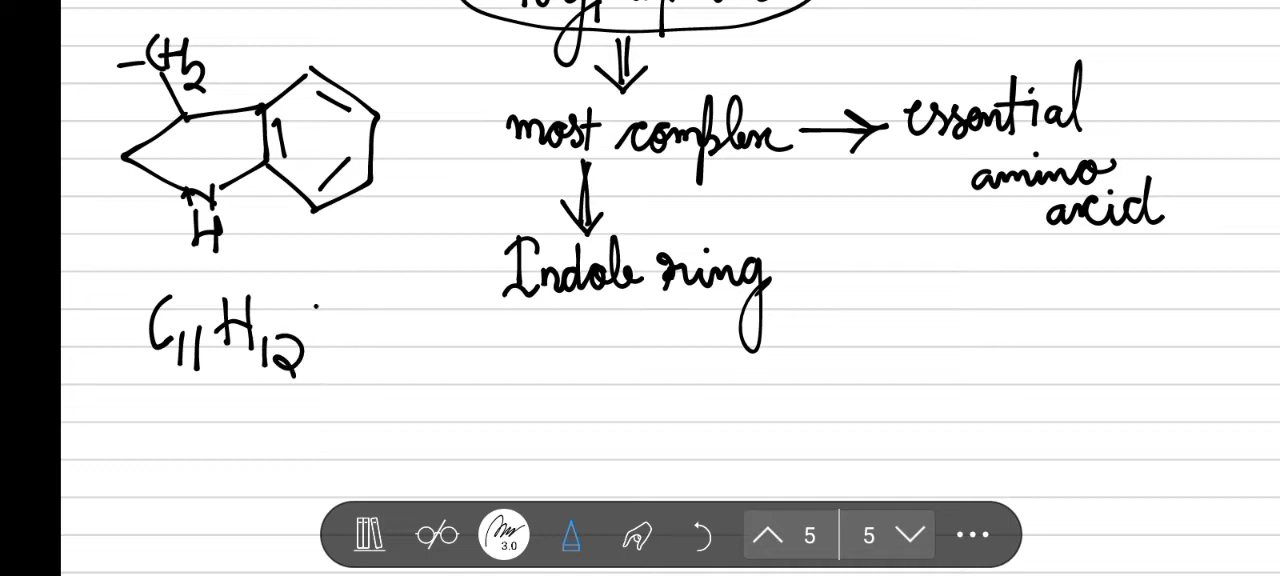 -CH2
most complex → essential
amino
acid
N
H
Indole ring
C11H12
3.0
5 5